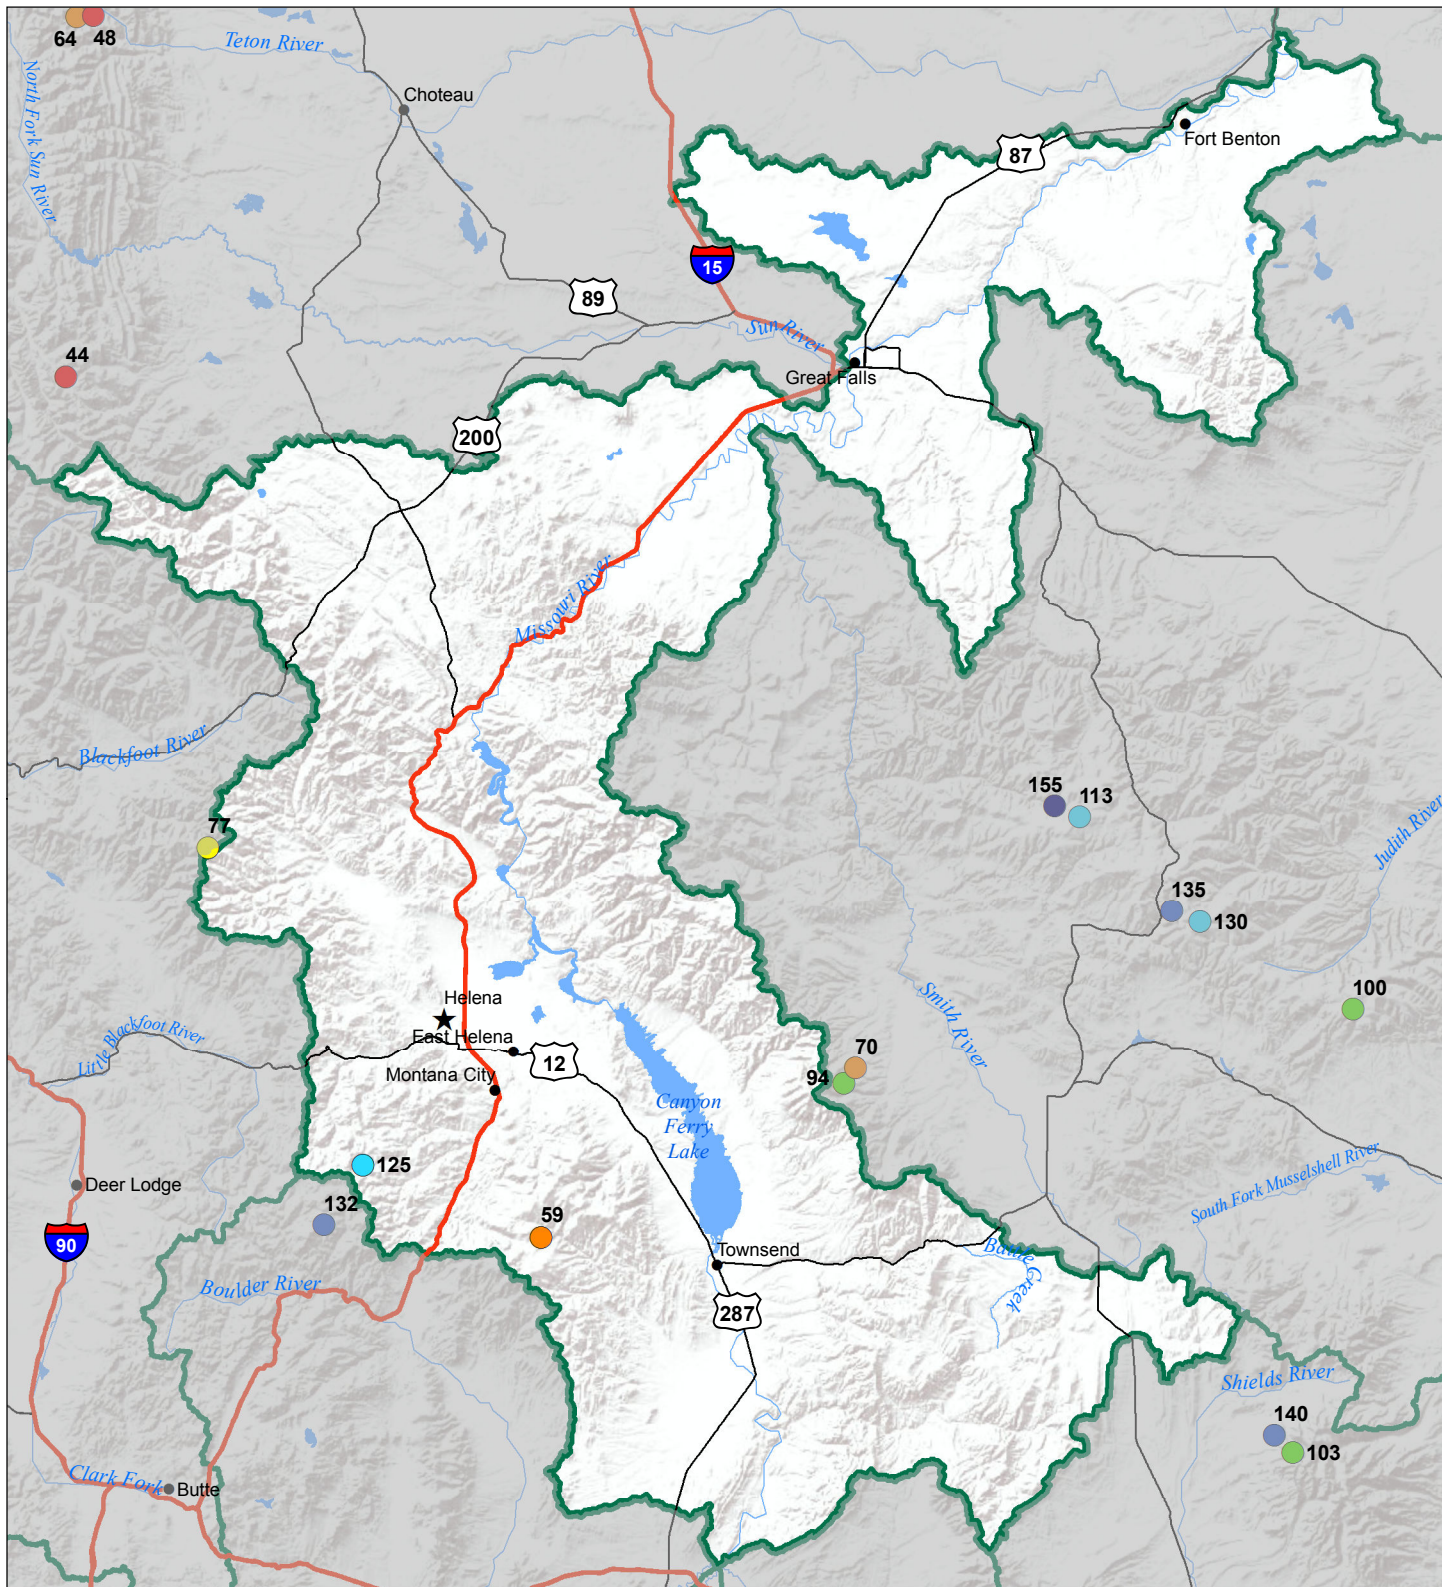 64
48
Teton River
North Fork Sun River
Choteau
87
Fort Benton
15
89
Sun River
44
Great Falls
200
Missouri River
Blackfoot River
155
113
77
Judith River
135
130
Smith River
Helena
100
Little Blackfoot River
East Helena
12
70
Montana City
94
Canyon
Ferry
Lake
125
South Fork Musselshell River
Deer Lodge
132
59
90
Townsend
Battle Creek
Boulder River
287
Shields River
140
103
Clark Fork
Butte